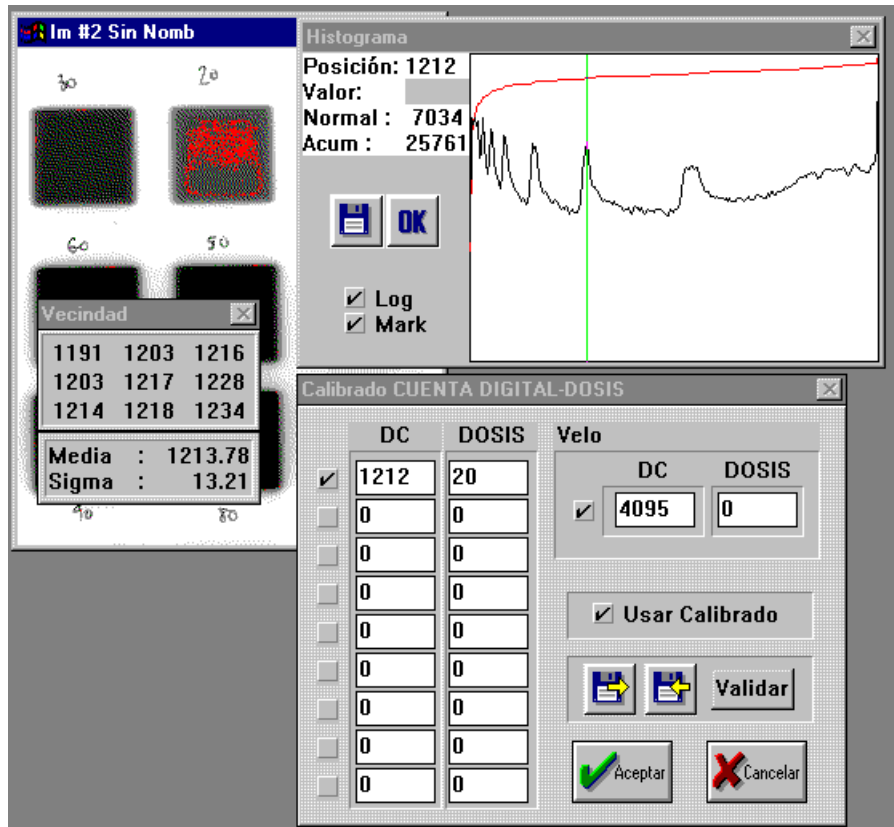 Im #2 Sin Nomb
30 20
60 50
90 80
Vecindad
1191 1203 1216
1203 1217 1228
1214 1218 1234
Media : 1213.78
Sigma : 13.21
Histograma
Posición: 1212
Valor:
Normal : 7034
Acum : 25761
OK
Log
Mark
Calibrado CUENTA DIGITAL-DOSIS
DC DOSIS
1212 20
0 0
0 0
0 0
0 0
0 0
0 0
0 0
0 0
Velo
DC DOSIS
4095 0
Usar Calibrado
Validar
Aceptar
Cancelar